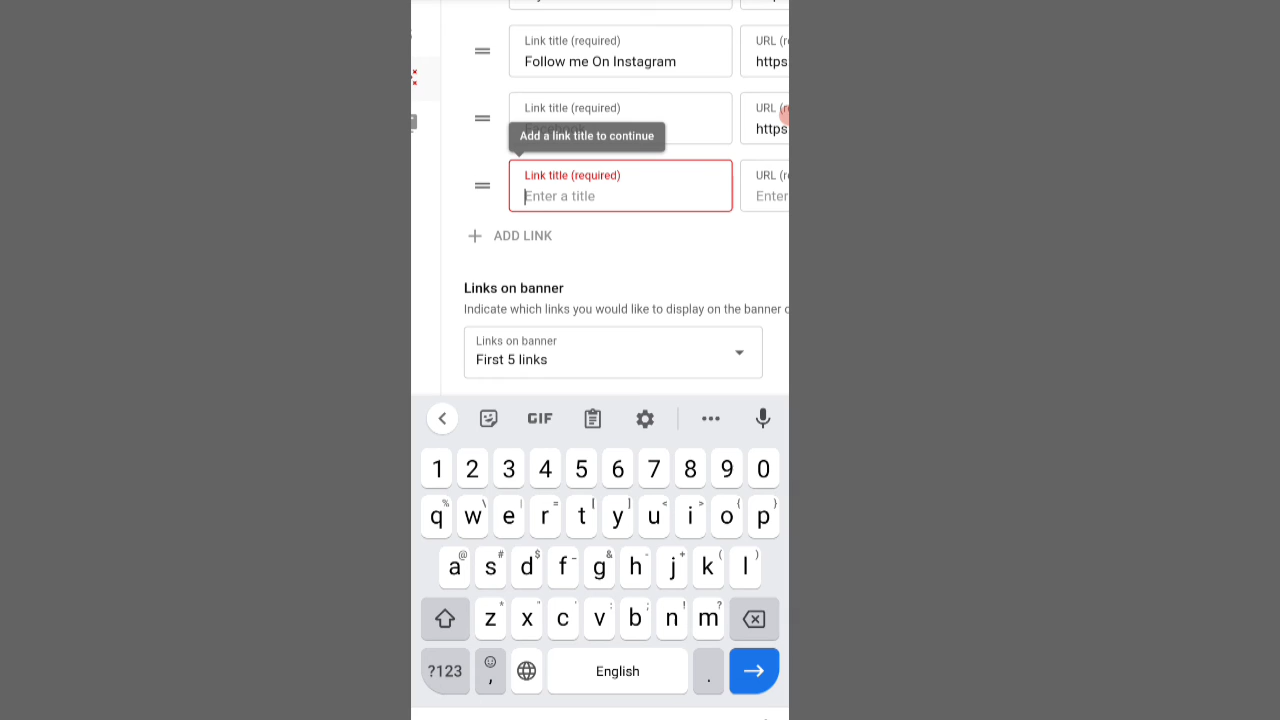 Link title (required)
URL (r
Follow me On Instagram
https
Link title (required)
URL (r
https
Add a link title to continue
Link title (required)
URL (r
Enter a title
Enter
ADD LINK
Links on banner
Indicate which links you would like to display on the banner
Links on banner
First 5 links
GIF
1 2 3 4 5 6 7 8 9 0
% \ | = [ ] < > { }
q w e r t y u i o p
@ # $ _ & - + ( )
a s d f g h j k l
* " ' : ; ! ?
z x c v b n m
?123 , English .